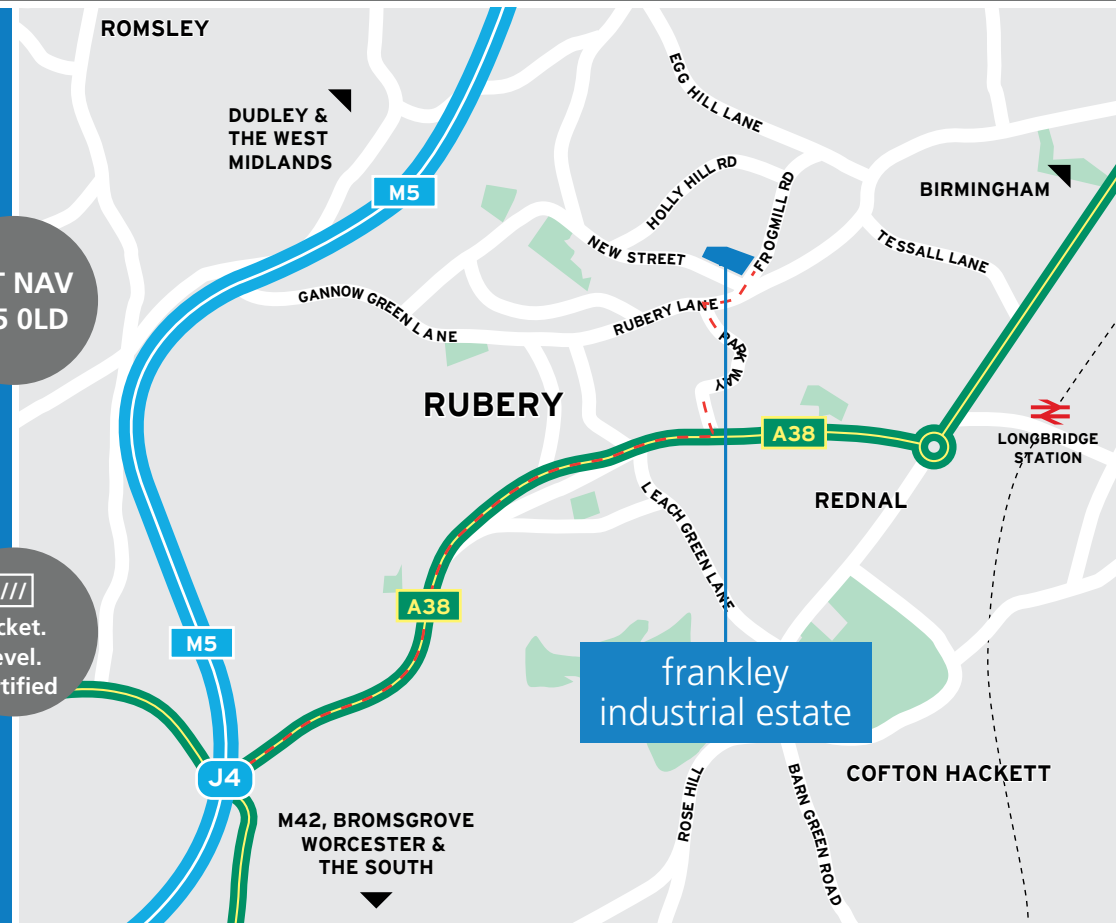 ROMSLEY
DUDLEY &
THE WEST
MIDLANDS
M5
EGG HILL LANE
HOLLY HILL RD
FROGMILL RD
BIRMINGHAM
NEW STREET
TESSALL LANE
NAV
0LD
GANNOW GREEN LANE
RUBERY LANE
PARK WAY
RUBERY
A38
LONGBRIDGE
STATION
REDNAL
LEACH GREEN LANE
A38
M5
frankley
industrial estate
J4
COFTON HACKETT
M42, BROMSGROVE
WORCESTER &
THE SOUTH
ROSE HILL
BARN GREEN ROAD